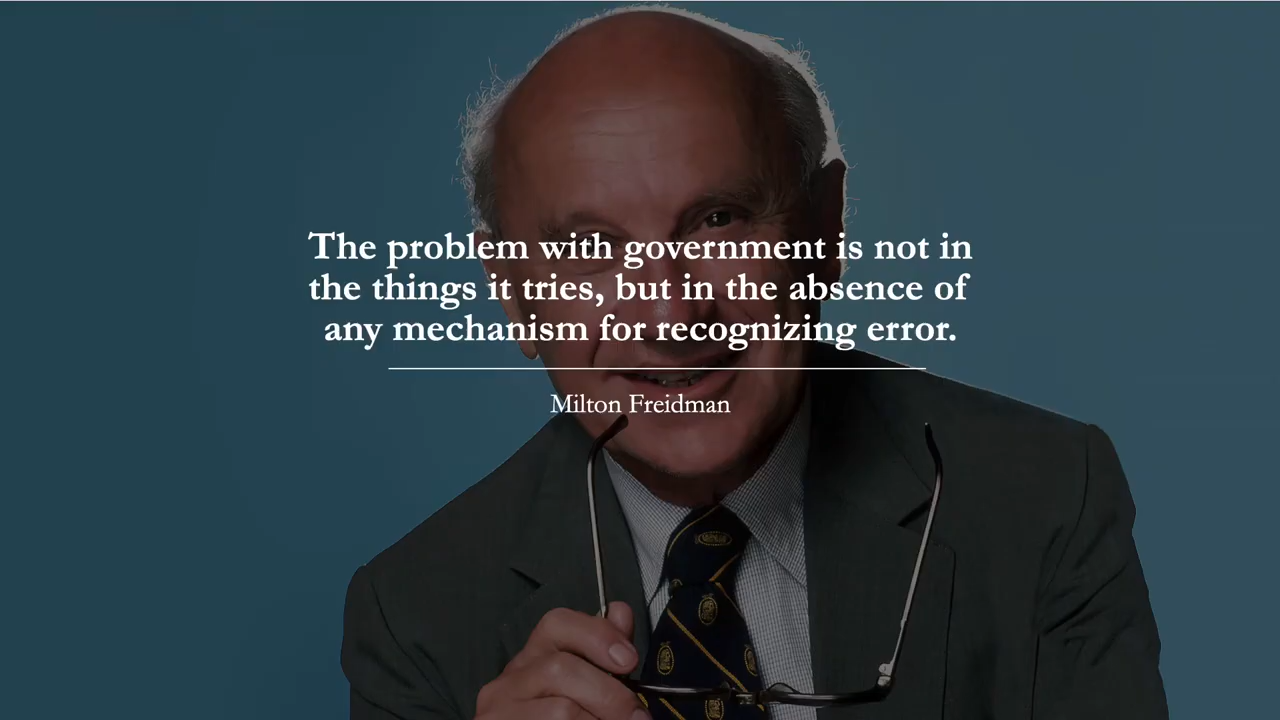 The problem with government is not in
the things it tries, but in the absence of
any mechanism for recognizing error.
Milton Freidman